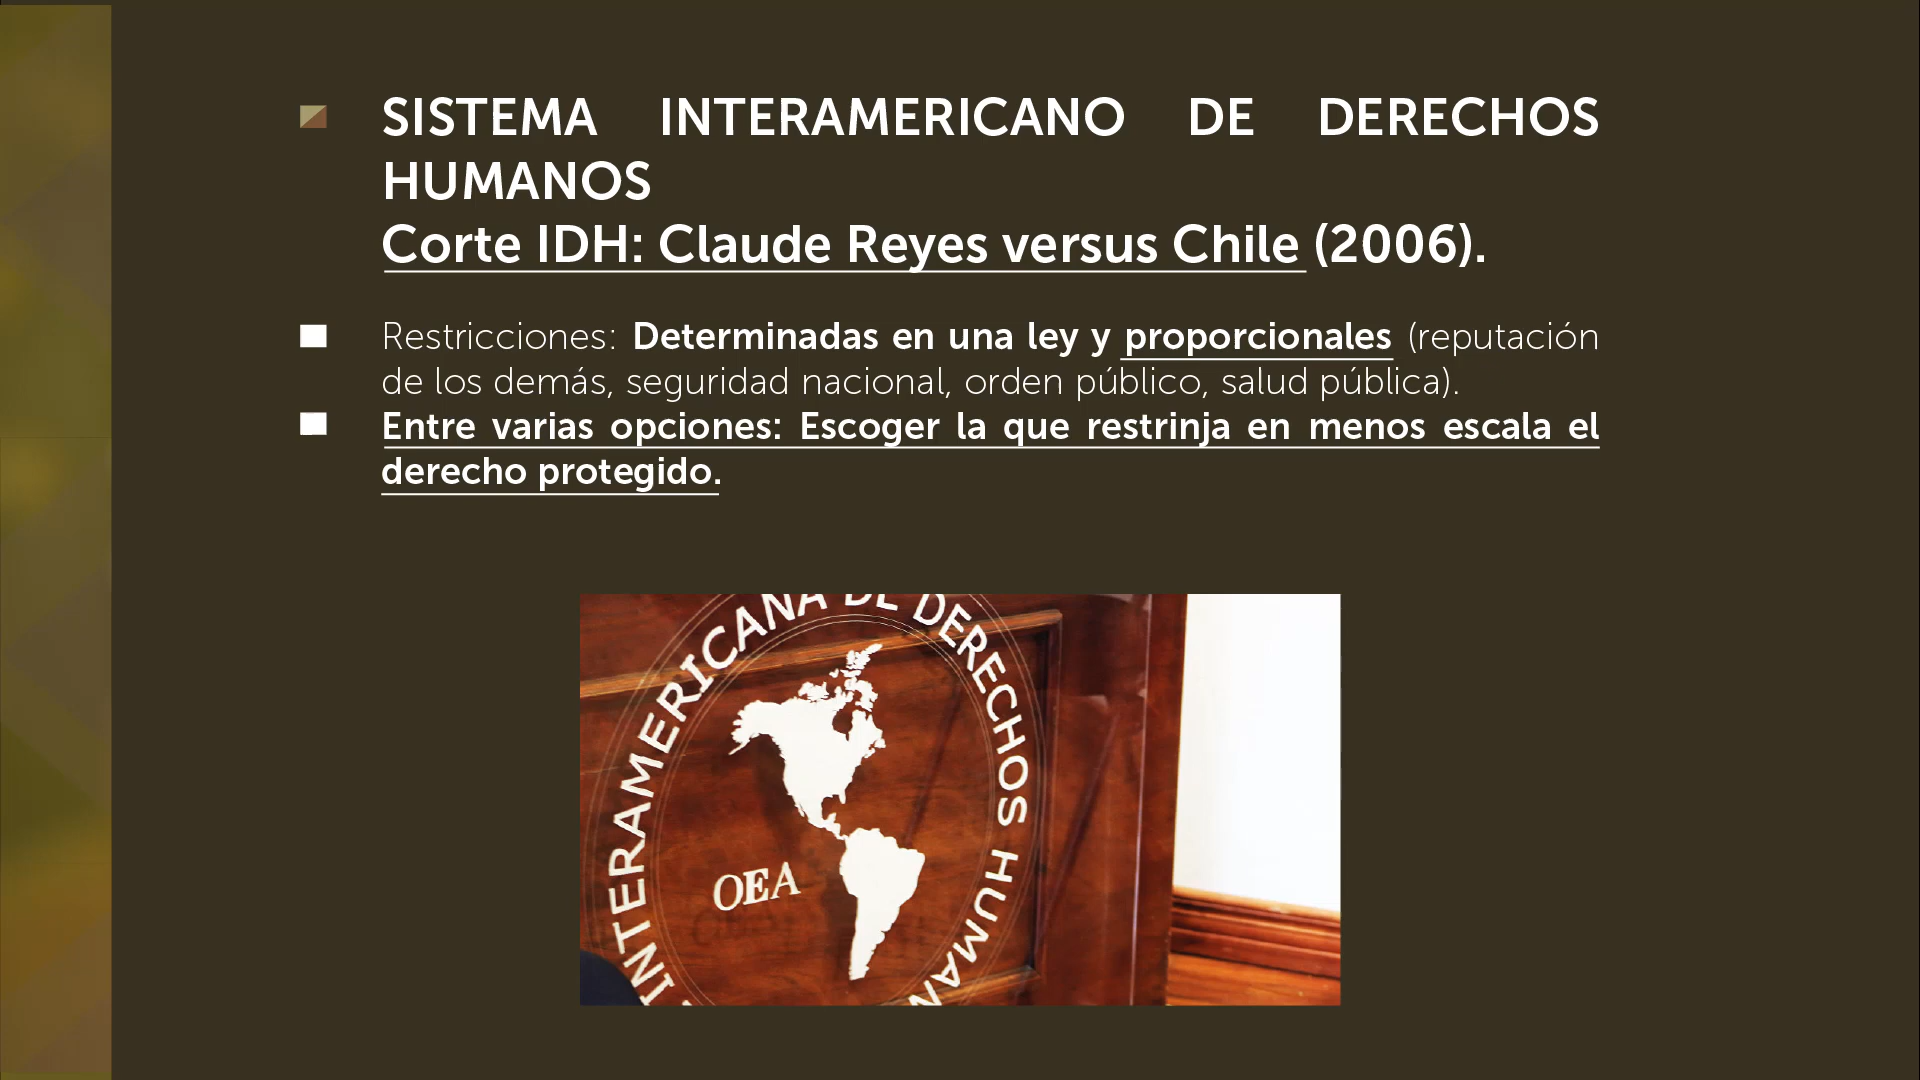 SISTEMA INTERAMERICANO DE DERECHOS
HUMANOS
Corte IDH: Claude Reyes versus Chile (2006).
Restricciones: Determinadas en una ley y proporcionales (reputación
de los demás, seguridad nacional, orden público, salud pública).
Entre varias opciones: Escoger la que restrinja en menos escala el
derecho protegido.
INTERAMERICANA DE DERECHOS HUMAN
OEA